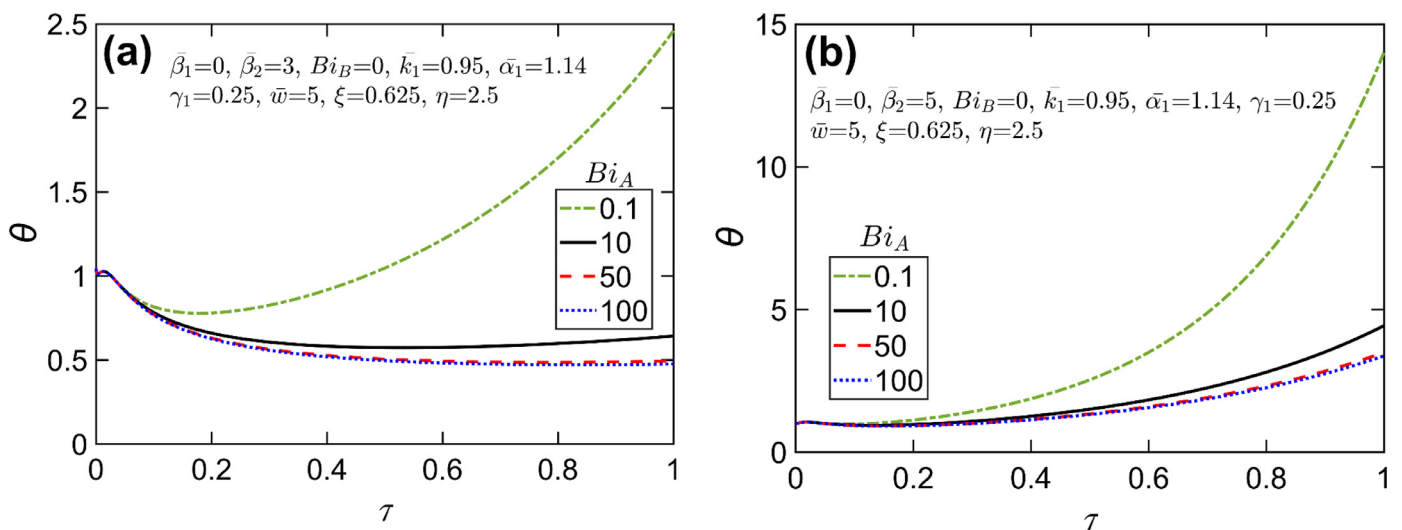 (a)
β̄₁=0, β̄₂=3, Bi_B=0, k̄₁=0.95, ᾱ₁=1.14
γ₁=0.25, w̄=5, ξ=0.625, η=2.5
Bi_A
0.1
10
50
100
2.5
2
1.5
1
0.5
0
θ
0 0.2 0.4 0.6 0.8 1
τ
(b)
β̄₁=0, β̄₂=5, Bi_B=0, k̄₁=0.95, ᾱ₁=1.14, γ₁=0.25
w̄=5, ξ=0.625, η=2.5
Bi_A
0.1
10
50
100
15
10
5
0
θ
0 0.2 0.4 0.6 0.8 1
τ